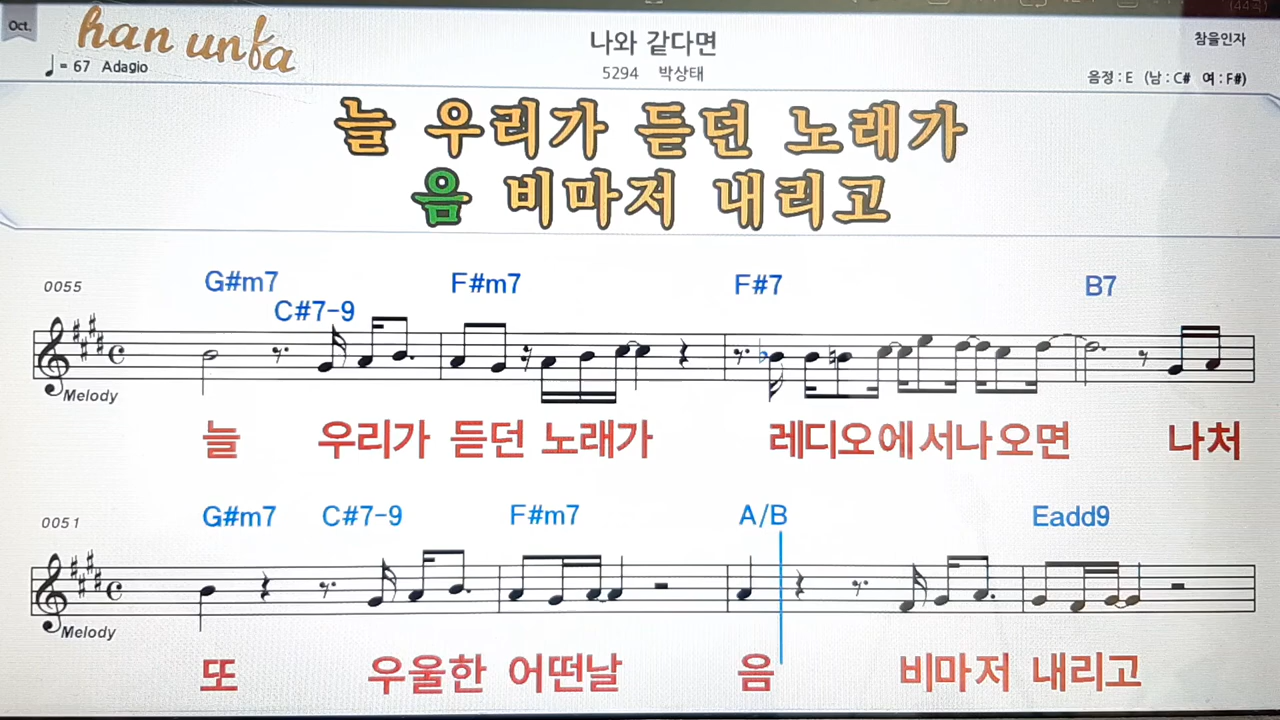 Oct.
han unfa
나와 같다면
참을인자
♩= 67 Adagio
5294 박상태
음정 : E (남 : C# 여 : F#)
늘 우리가 듣던 노래가
음 비마저 내리고
0055
G#m7 C#7-9 F#m7 F#7 B7
Melody
늘 우리가 듣던 노래가 레디오에서나오면 나처
0051
G#m7 C#7-9 F#m7 A/B Eadd9
Melody
또 우울한 어떤날 음 비마저 내리고